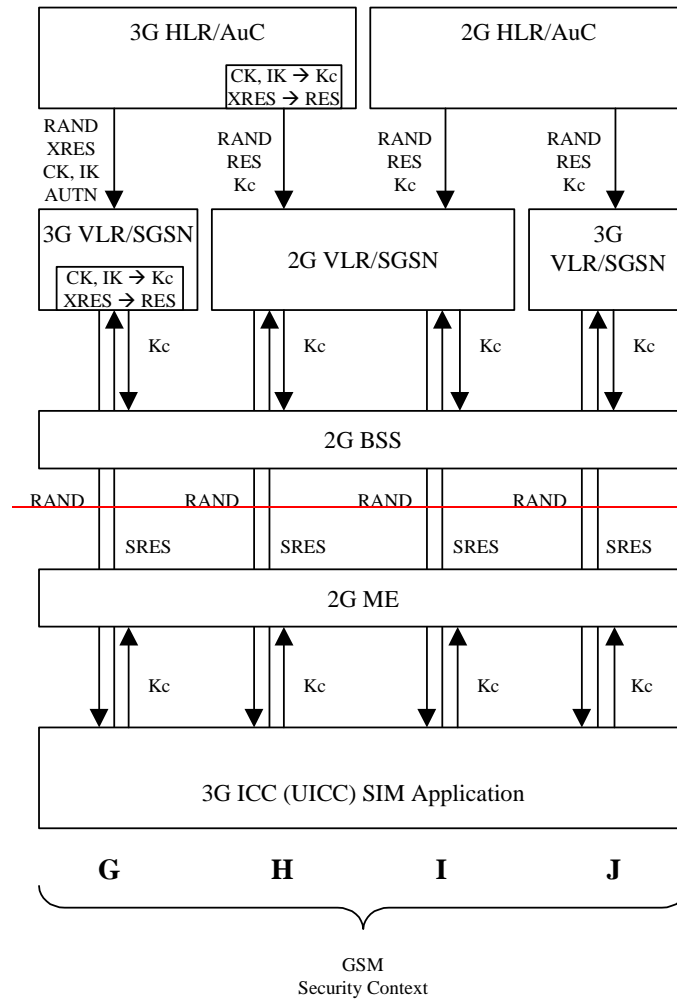 3G HLR/AuC
2G HLR/AuC
CK, IK → Kc
XRES → RES
RAND
XRES
CK, IK
AUTN
RAND
RES
Kc
RAND
RES
Kc
RAND
RES
Kc
3G VLR/SGSN
CK, IK → Kc
XRES → RES
2G VLR/SGSN
3G
VLR/SGSN
Kc
Kc
Kc
Kc
2G BSS
RAND
RAND
RAND
RAND
SRES
SRES
SRES
SRES
2G ME
Kc
Kc
Kc
Kc
3G ICC (UICC) SIM Application
G
H
I
J
GSM
Security Context